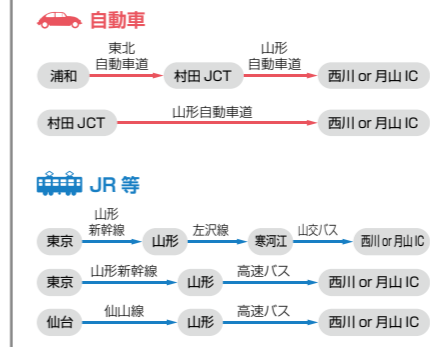 自動車
東北
自動車道
山形
自動車道
浦和
村田 JCT
西川 or 月山 IC
山形自動車道
村田 JCT
西川 or 月山 IC
JR 等
山形
新幹線
左沢線
山交バス
東京
山形
寒河江
西川 or 月山 IC
山形新幹線
高速バス
東京
山形
西川 or 月山 IC
仙山線
高速バス
仙台
山形
西川 or 月山 IC